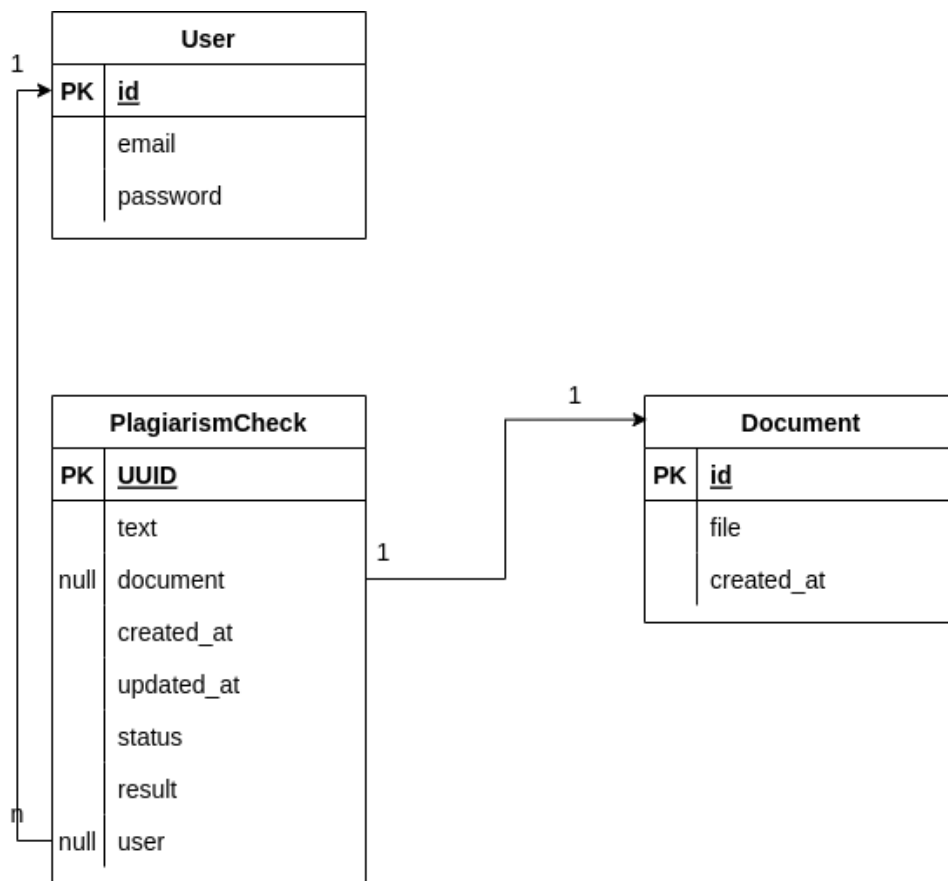 User
1
PK id
email
password
PlagiarismCheck
PK UUID
text
null document
created_at
updated_at
status
result
n
null user
1
1
Document
PK id
file
created_at